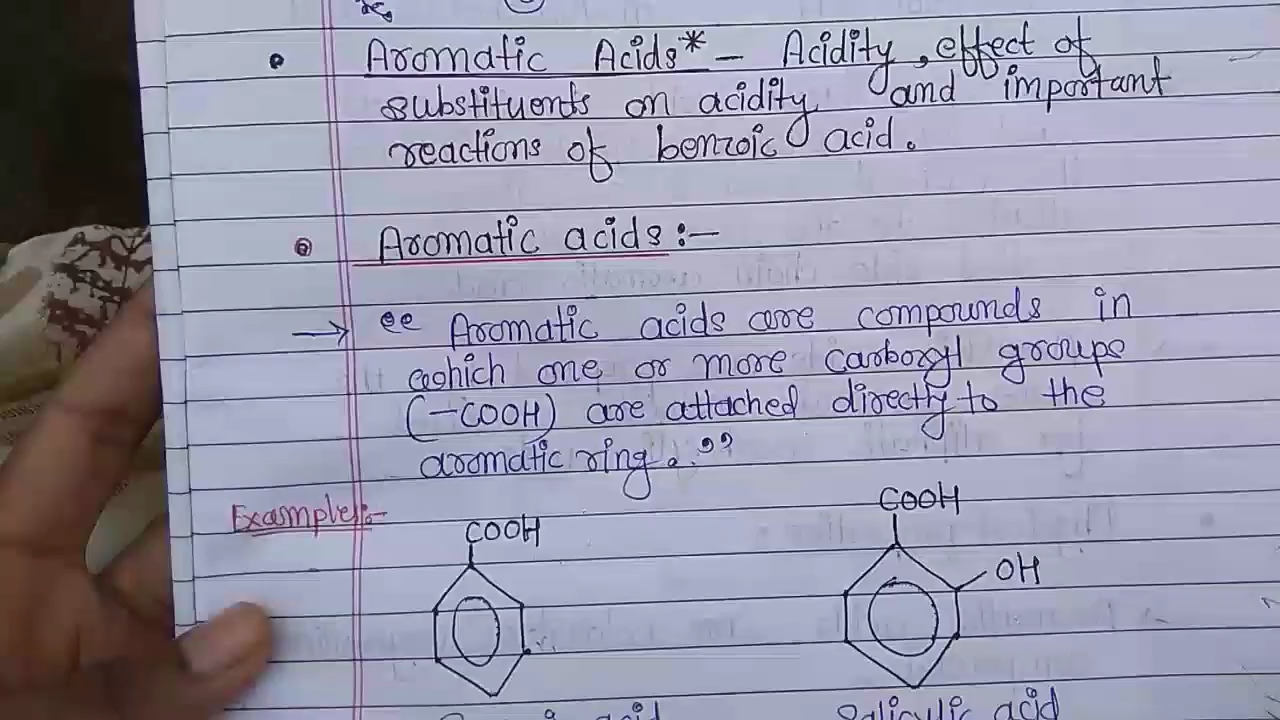 • Aromatic Acids* – Acidity, effect of
substituents on acidity and important
reactions of benzoic acid.
Aromatic acids :–
→ “ Aromatic acids are compounds in
which one or more carboxyl groups
(–COOH) are attached directly to the
aromatic ring. ”
Examples:–
COOH
COOH
OH
acid
Salicylic acid